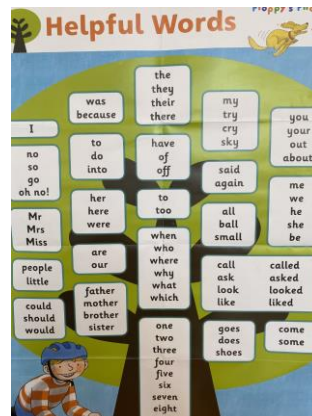 Floppy's Pho
Helpful Words
I
no
so
go
oh no!
Mr
Mrs
Miss
people
little
could
should
would
was
because
to
do
into
her
here
were
are
our
father
mother
brother
sister
the
they
their
there
have
of
off
to
too
when
who
where
why
what
which
one
two
three
four
five
six
seven
eight
my
try
cry
sky
said
again
all
ball
small
call called
ask asked
look looked
like liked
goes
does
shoes
you
your
out
about
me
we
he
she
be
come
some